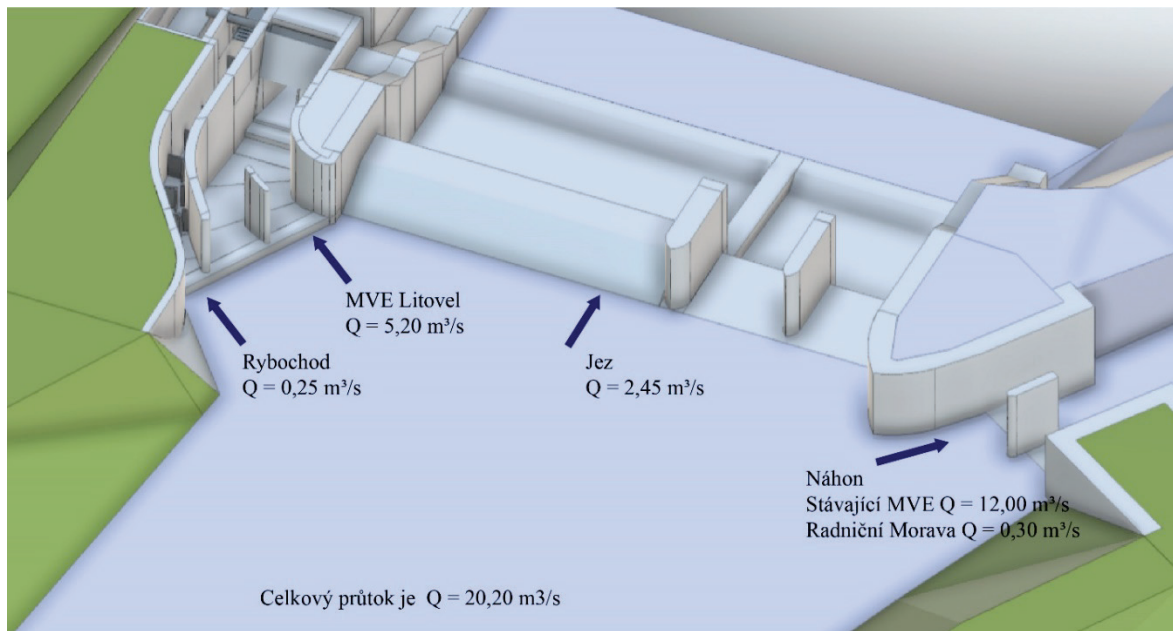 MVE Litovel
Q = 5,20 m³/s
Rybochod
Q = 0,25 m³/s
Jez
Q = 2,45 m³/s
Náhon
Stávající MVE Q = 12,00 m³/s
Radniční Morava Q = 0,30 m³/s
Celkový průtok je  Q = 20,20 m3/s